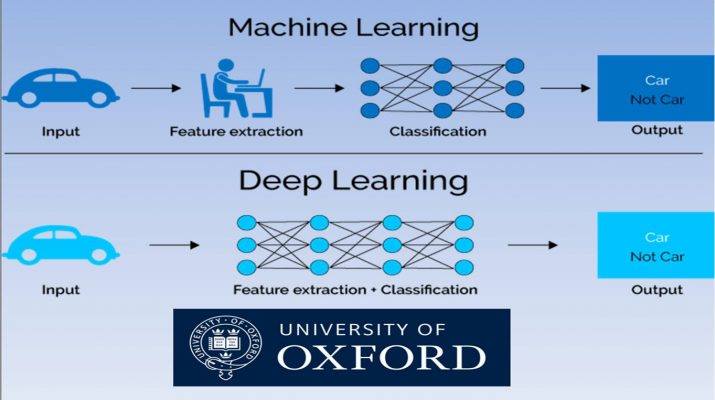 Machine Learning
Car
Not Car
Input
Feature extraction
Classification
Output
Deep Learning
Car
Not Car
Input
Feature extraction + Classification
Output
UNIVERSITY OF OXFORD
UNIVERSITY OF
OXFORD